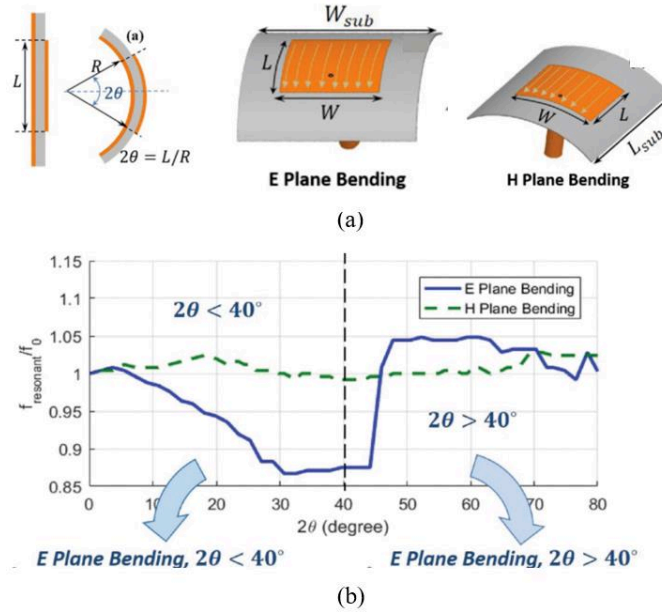 (a)
L
R
2θ
2θ = L/R
W_sub
L
W
E Plane Bending
W
L
L_sub
H Plane Bending
(a)
1.15
1.1
1.05
1
0.95
0.9
0.85
f_resonant/f_0
2θ < 40°
E Plane Bending
H Plane Bending
2θ > 40°
0
10
20
30
40
50
60
70
80
2θ (degree)
E Plane Bending, 2θ < 40°
E Plane Bending, 2θ > 40°
(b)